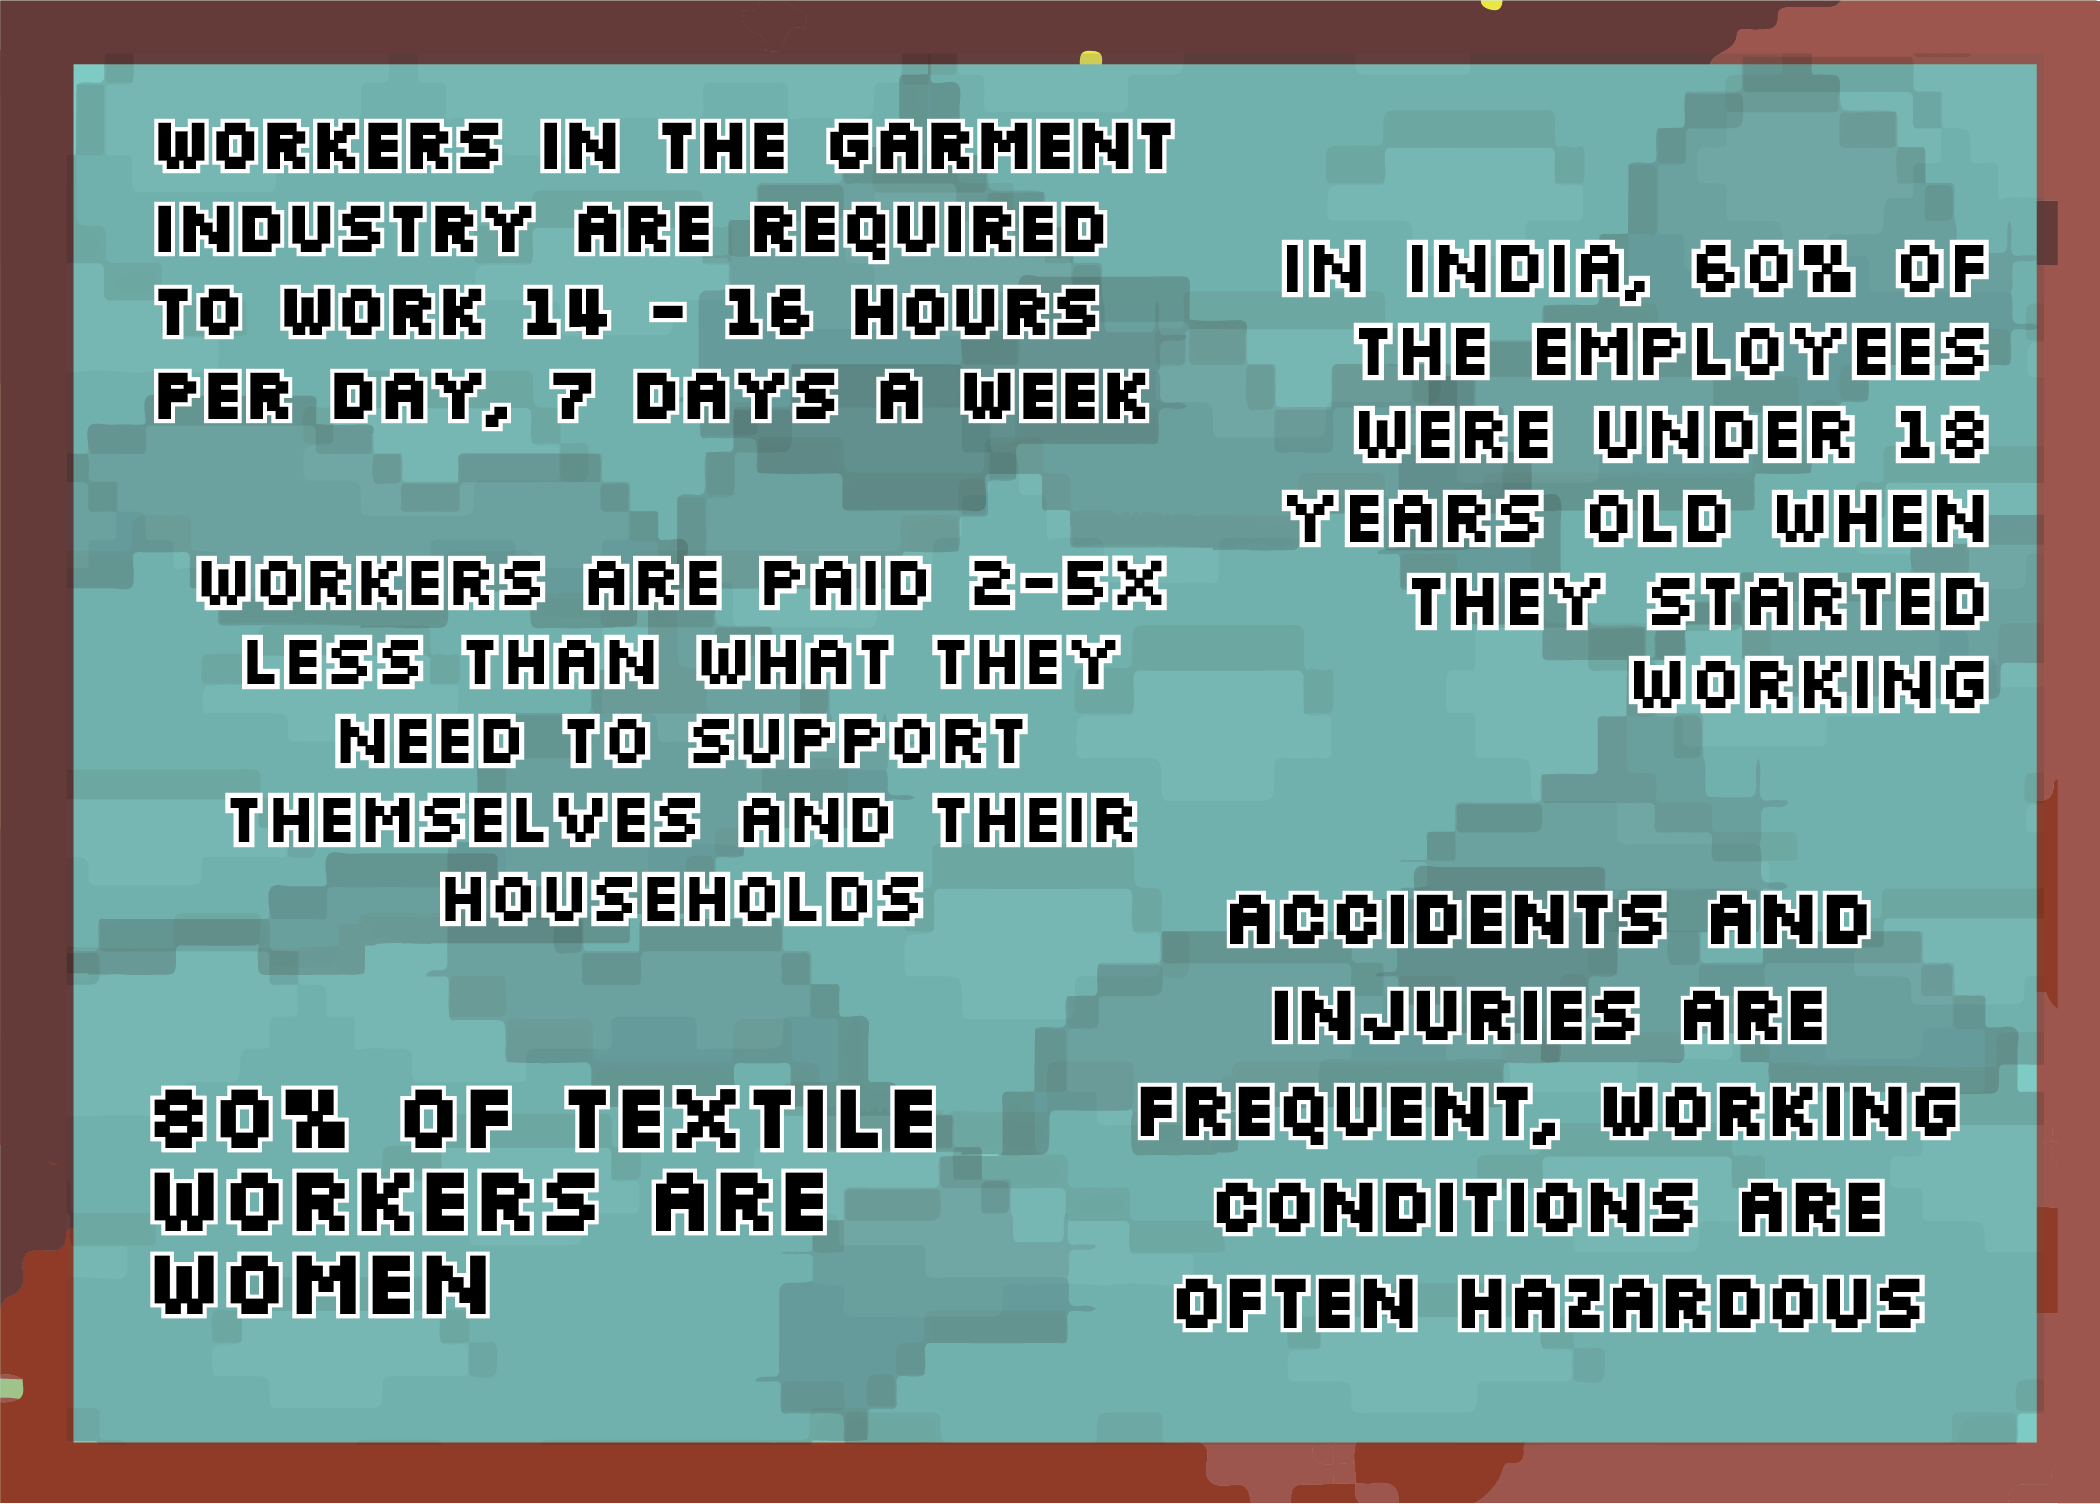 WORKERS IN THE GARMENT
INDUSTRY ARE REQUIRED
TO WORK 14 - 16 HOURS
PER DAY, 7 DAYS A WEEK
WORKERS ARE PAID 2-5X
LESS THAN WHAT THEY
NEED TO SUPPORT
THEMSELVES AND THEIR
HOUSEHOLDS
80% OF TEXTILE
WORKERS ARE
WOMEN
IN INDIA, 60% OF
THE EMPLOYEES
WERE UNDER 18
YEARS OLD WHEN
THEY STARTED
WORKING
ACCIDENTS AND
INJURIES ARE
FREQUENT, WORKING
CONDITIONS ARE
OFTEN HAZARDOUS